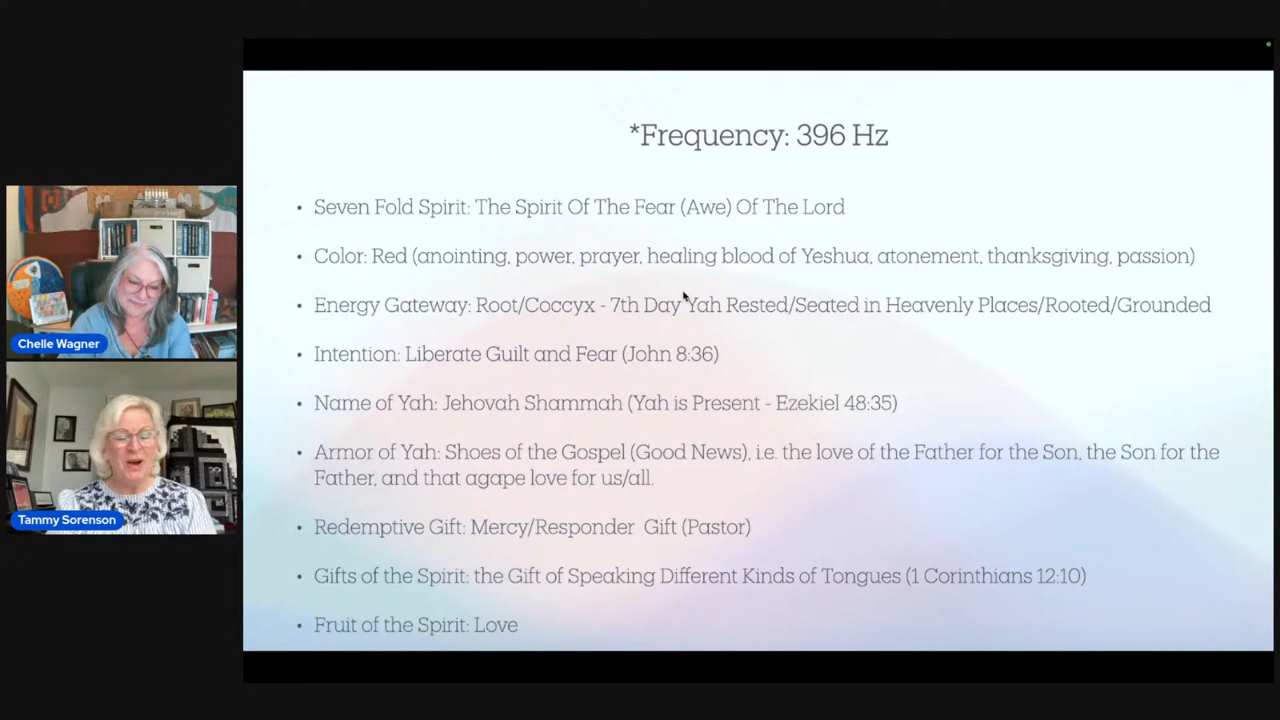 *Frequency: 396 Hz
• Seven Fold Spirit: The Spirit Of The Fear (Awe) Of The Lord
• Color: Red (anointing, power, prayer, healing blood of Yeshua, atonement, thanksgiving, passion)
• Energy Gateway: Root/Coccyx - 7th Day Yah Rested/Seated in Heavenly Places/Rooted/Grounded
• Intention: Liberate Guilt and Fear (John 8:36)
• Name of Yah: Jehovah Shammah (Yah is Present - Ezekiel 48:35)
• Armor of Yah: Shoes of the Gospel (Good News), i.e. the love of the Father for the Son, the Son for the
Father, and that agape love for us/all.
• Redemptive Gift: Mercy/Responder Gift (Pastor)
• Gifts of the Spirit: the Gift of Speaking Different Kinds of Tongues (1 Corinthians 12:10)
• Fruit of the Spirit: Love
Chelle Wagner
Tammy Sorenson